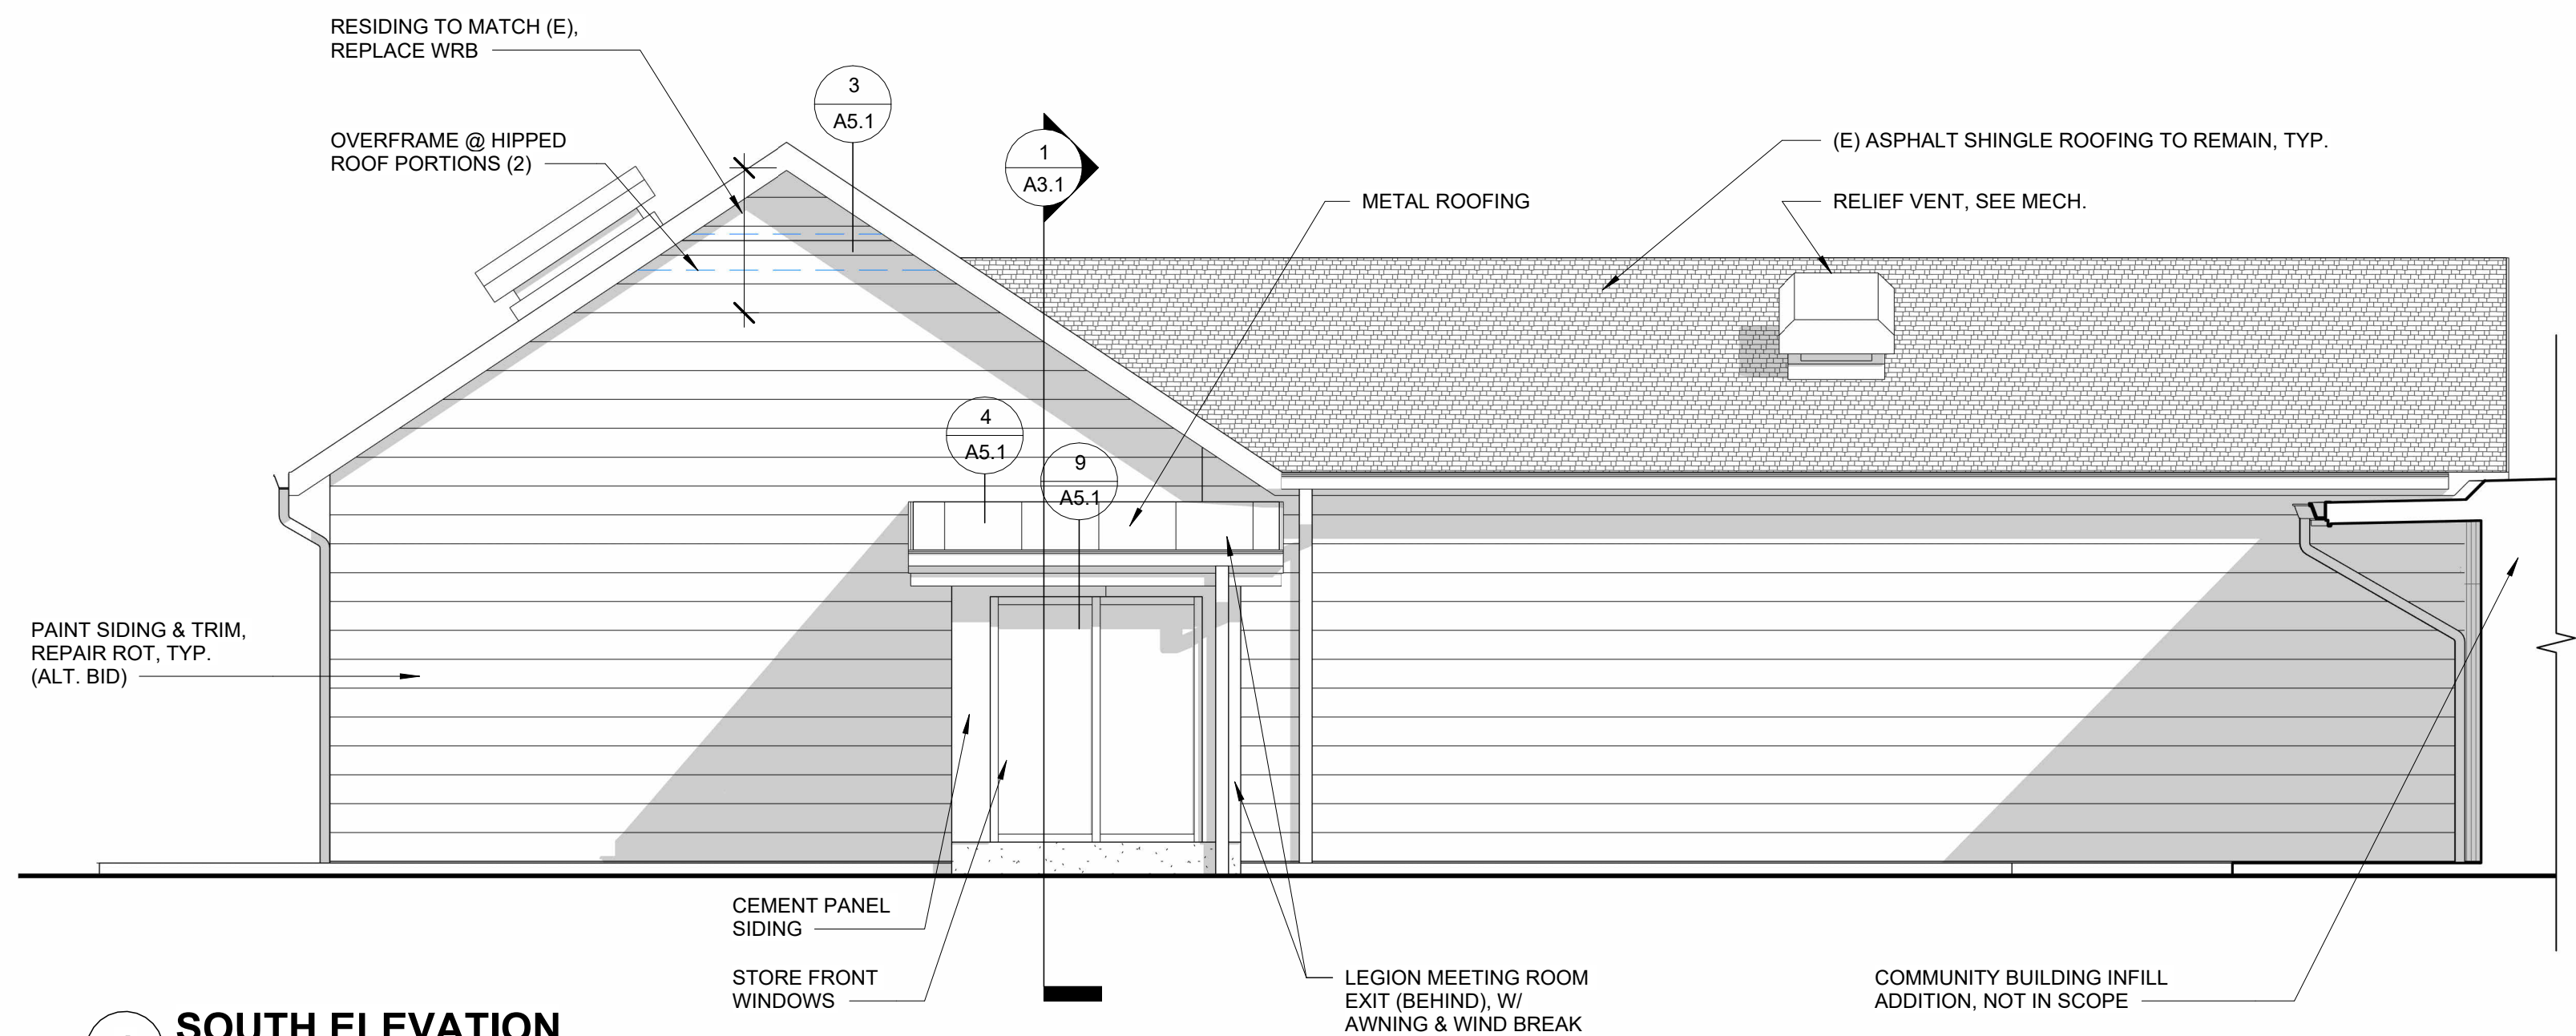 RESIDING TO MATCH (E),
REPLACE WRB
3
A5.1
OVERFRAME @ HIPPED
ROOF PORTIONS (2)
1
A3.1
(E) ASPHALT SHINGLE ROOFING TO REMAIN, TYP.
METAL ROOFING
RELIEF VENT, SEE MECH.
4
A5.1
9
A5.1
PAINT SIDING & TRIM,
REPAIR ROT, TYP.
(ALT. BID)
CEMENT PANEL
SIDING
STORE FRONT
WINDOWS
LEGION MEETING ROOM
EXIT (BEHIND), W/
AWNING & WIND BREAK
COMMUNITY BUILDING INFILL
ADDITION, NOT IN SCOPE
SOUTH ELEVATION